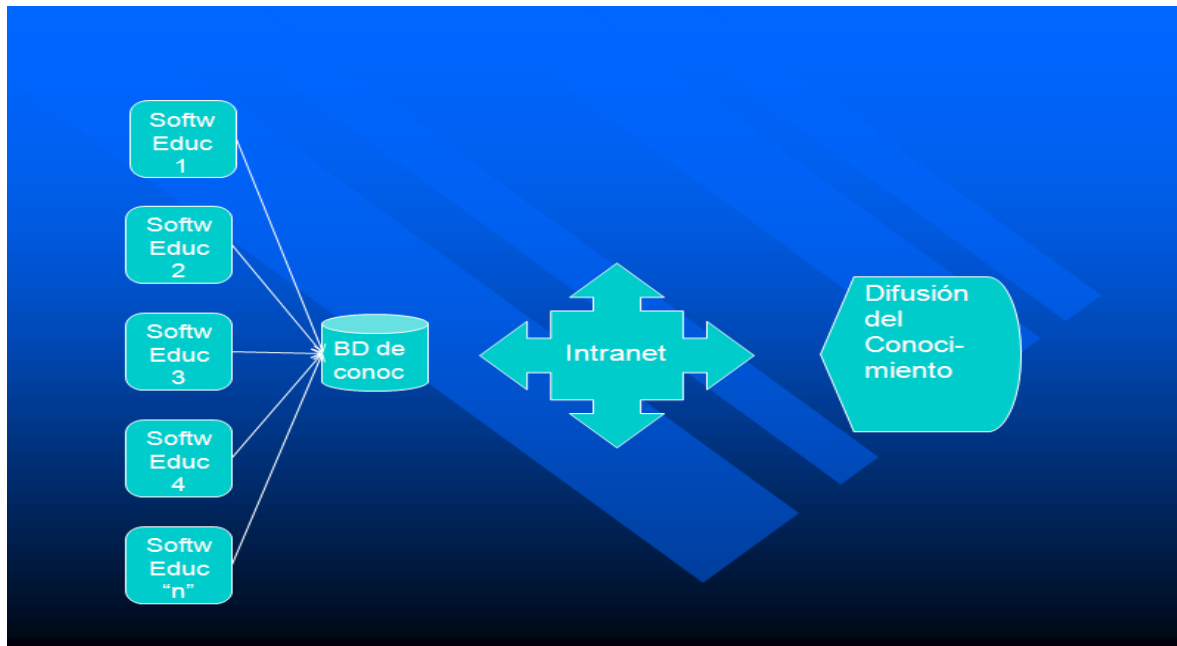 Softw
Educ
1
Softw
Educ
2
Softw
Educ
3
Softw
Educ
4
Softw
Educ
“n”
BD de
conoc
Intranet
Difusión
del
Conoci-
miento